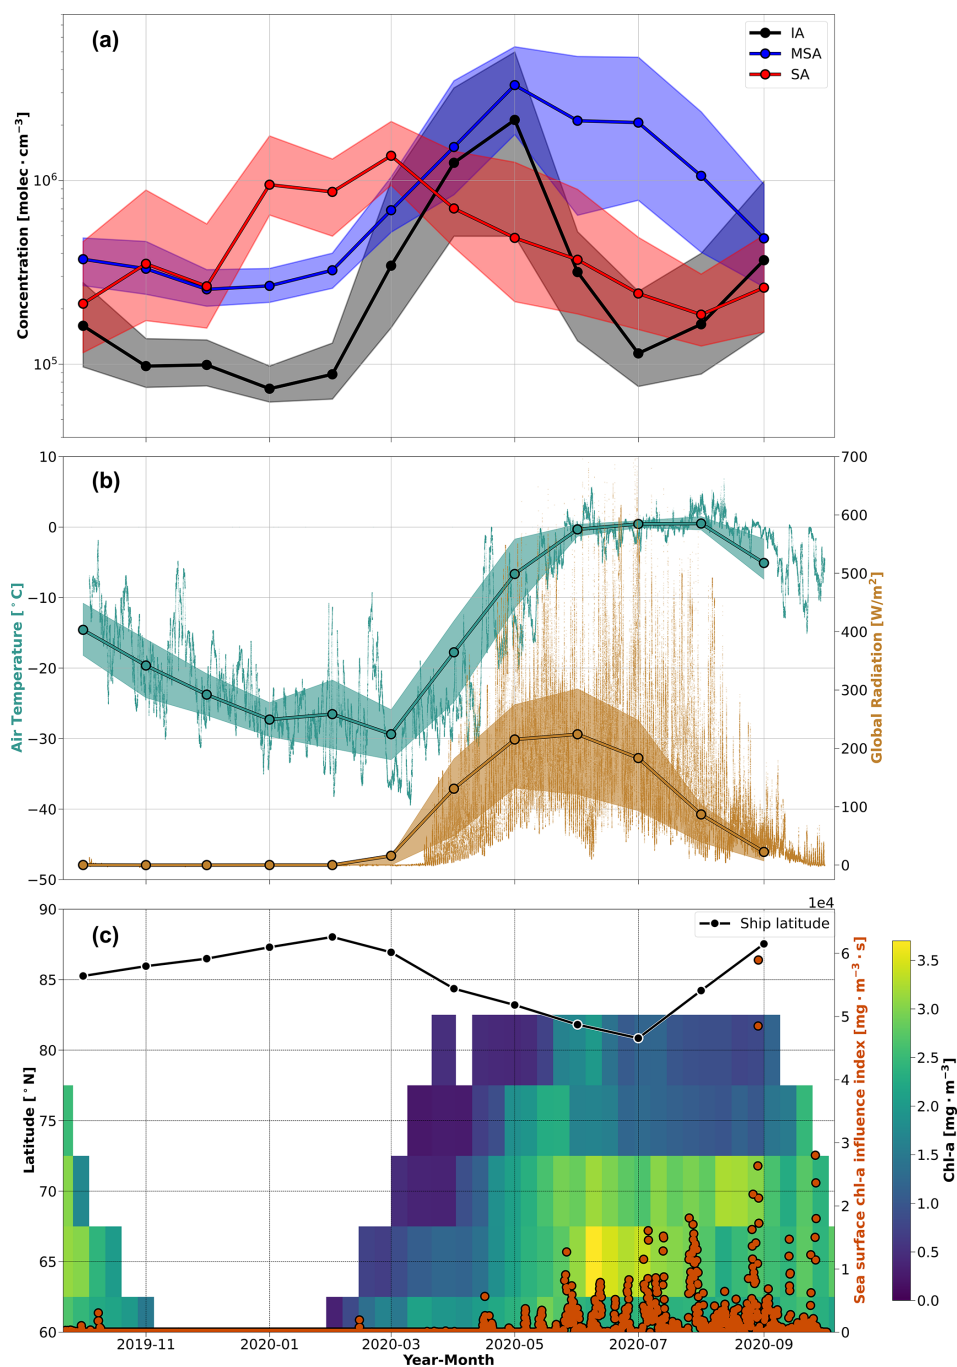 (a)
IA
MSA
SA
Concentration [molec · cm⁻³]
10⁶
10⁵
(b)
10
0
−10
−20
−30
−40
−50
Air Temperature [°C]
700
600
500
400
300
200
100
0
Global Radiation [W/m²]
(c)
1e4
Ship latitude
90
85
80
75
70
65
60
Latitude [°N]
6
5
4
3
2
1
0
Sea surface chl-a influence index [mg · m⁻³ · s]
3.5
3.0
2.5
2.0
1.5
1.0
0.5
0.0
Chl-a [mg · m⁻³]
2019-11 2020-01 2020-03 2020-05 2020-07 2020-09
Year-Month